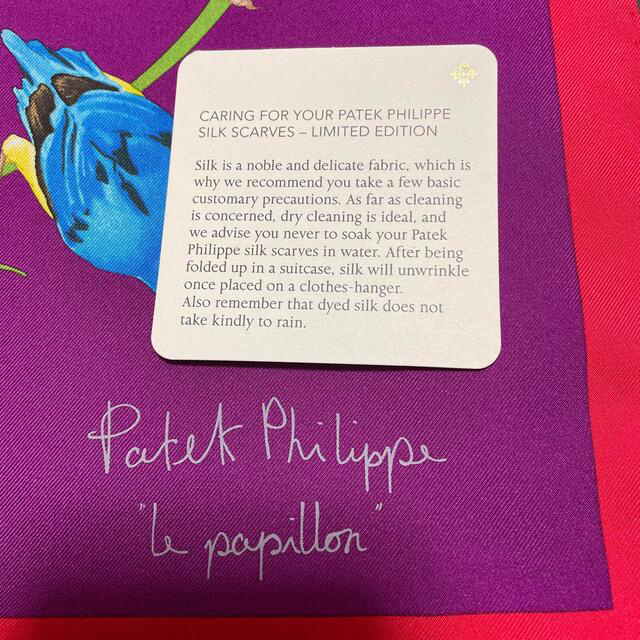 CARING FOR YOUR PATEK PHILIPPE
SILK SCARVES – LIMITED EDITION
Silk is a noble and delicate fabric, which is
why we recommend you take a few basic
customary precautions. As far as cleaning
is concerned, dry cleaning is ideal, and
we advise you never to soak your Patek
Philippe silk scarves in water. After being
folded up in a suitcase, silk will unwrinkle
once placed on a clothes-hanger.
Also remember that dyed silk does not
take kindly to rain.
Patek Philippe
"le papillon"